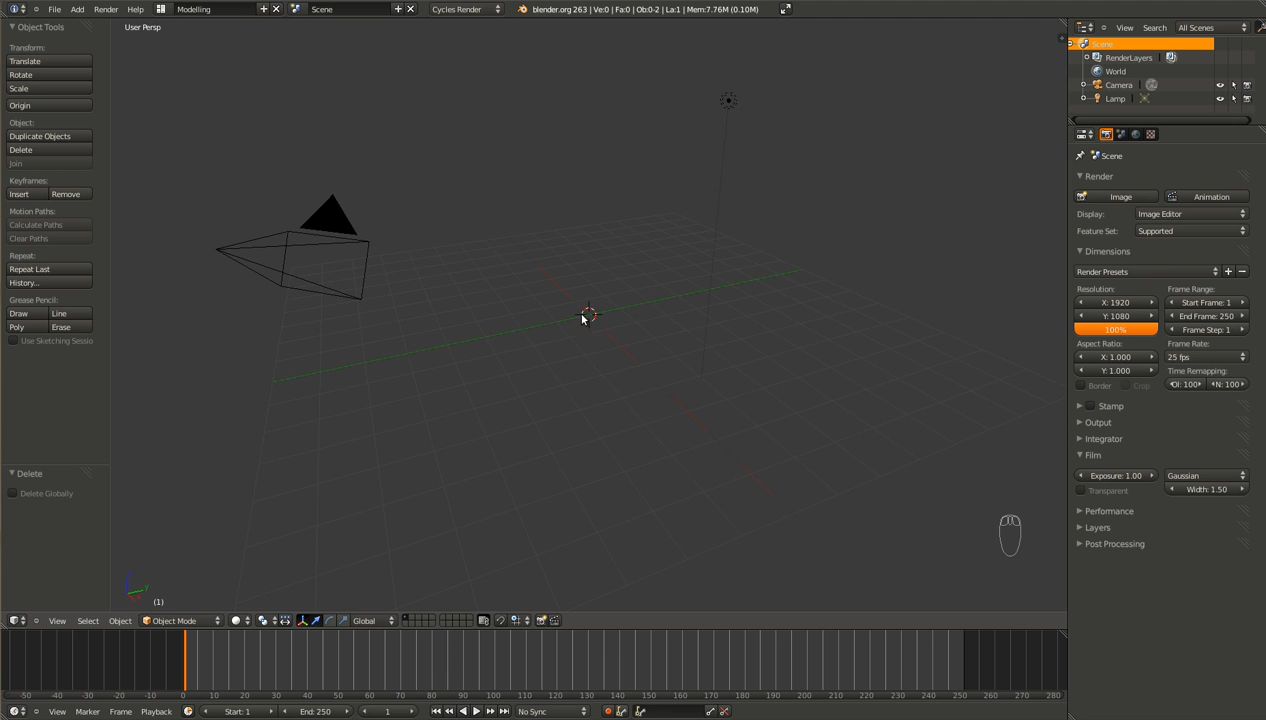 File Add Render Help Modelling Scene Cycles Render blender.org 263 | Ve:0 | Fa:0 | Ob:0-2 | La:1 | Mem:7.76M (0.10M)
Object Tools
Transform:
Translate
Rotate
Scale
Origin
Object:
Duplicate Objects
Delete
Join
Keyframes:
Insert Remove
Motion Paths:
Calculate Paths
Clear Paths
Repeat:
Repeat Last
History...
Grease Pencil:
Draw Line
Poly Erase
Use Sketching Sessio
Delete
Delete Globally
User Persp
y
(1)
View Select Object Object Mode Global
-50 -40 -30 -20 -10 0 10 20 30 40 50 60 70 80 90 100 110 120 130 140 150 160 170 180 190 200 210 220 230 240 250 260 270 280
View Marker Frame Playback Start: 1 End: 250 1 No Sync
View Search All Scenes
Scene
RenderLayers |
World
Camera |
Lamp |
Scene
Render
Image Animation
Display: Image Editor
Feature Set: Supported
Dimensions
Render Presets
Resolution: Frame Range:
X: 1920 Start Frame: 1
Y: 1080 End Frame: 250
100% Frame Step: 1
Aspect Ratio: Frame Rate:
X: 1.000 25 fps
Y: 1.000 Time Remapping:
Border Crop Ol: 100 N: 100
Stamp
Output
Integrator
Film
Exposure: 1.00 Gaussian
Transparent Width: 1.50
Performance
Layers
Post Processing